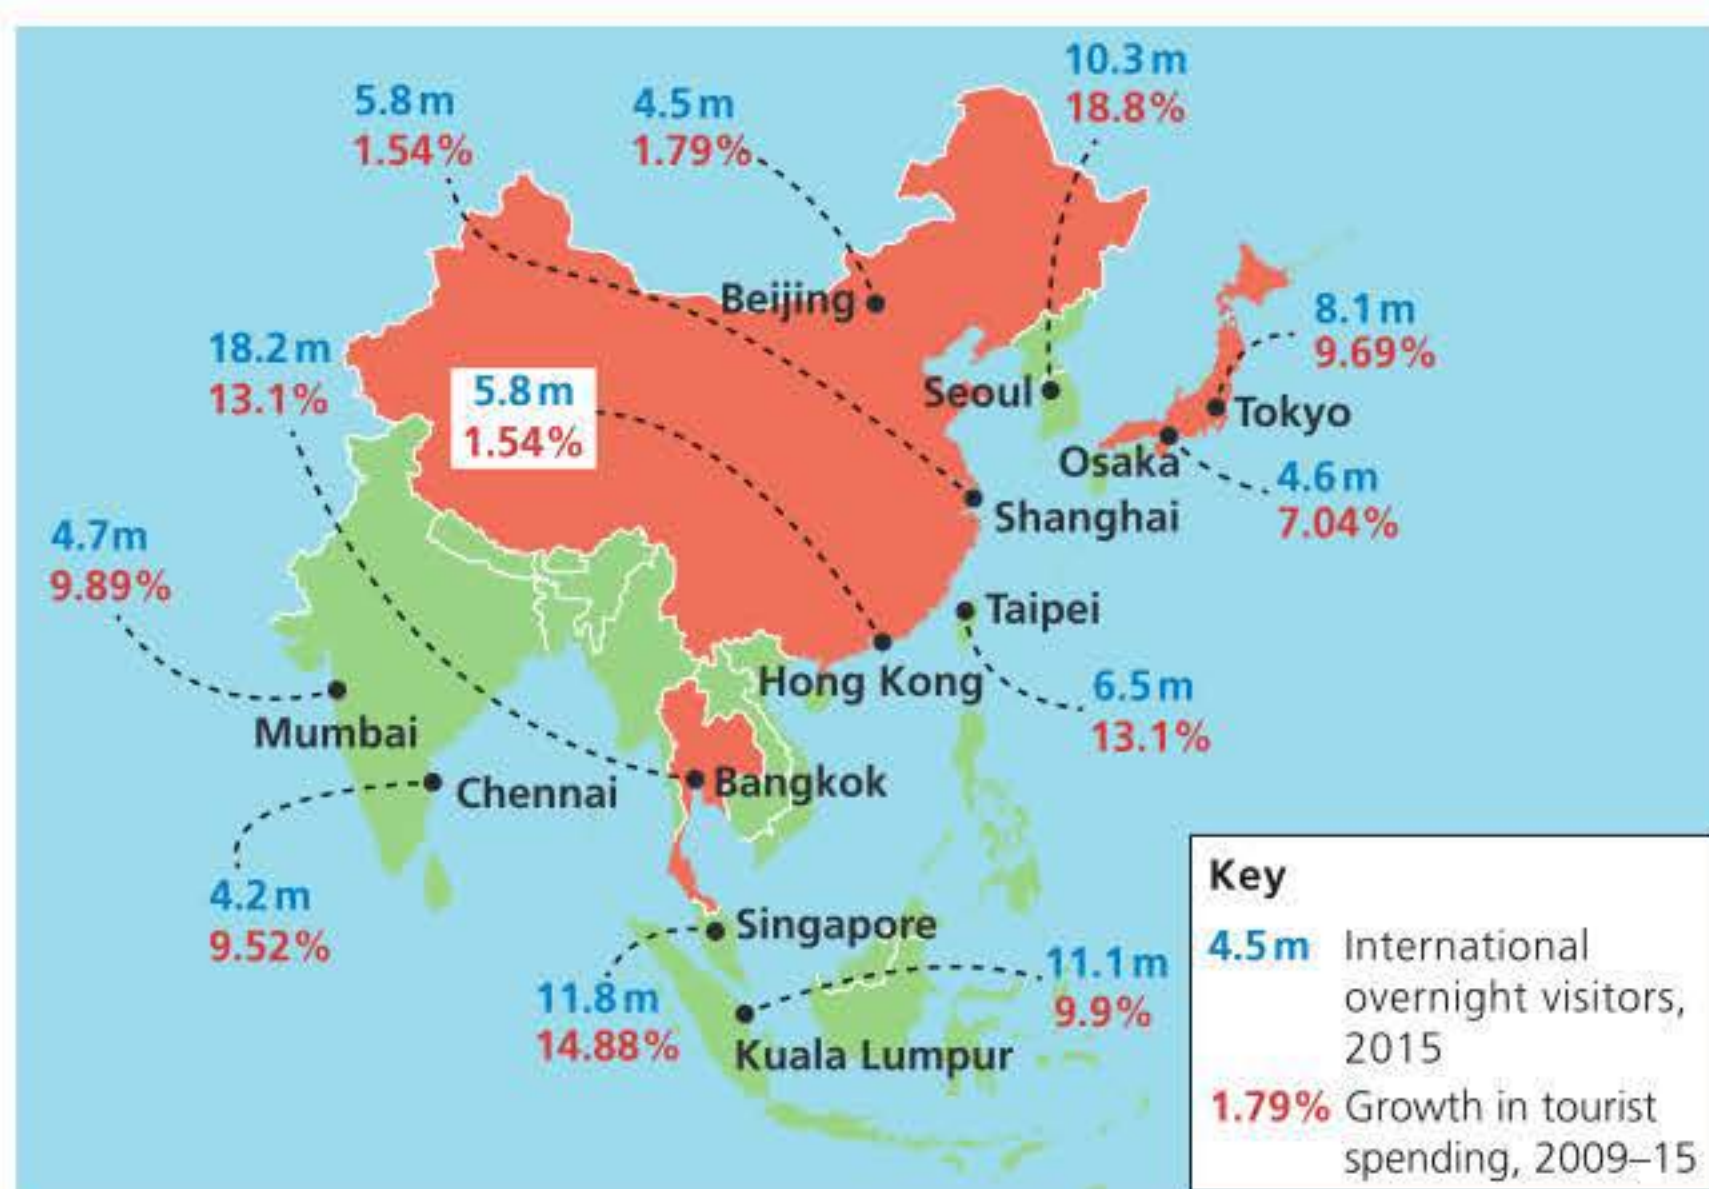 10.3 m
18.8%
5.8 m
1.54%
4.5 m
1.79%
Beijing
8.1 m
9.69%
18.2 m
13.1%
5.8 m
1.54%
Seoul
Tokyo
Osaka
4.6 m
7.04%
Shanghai
4.7m
9.89%
Taipei
Hong Kong
6.5 m
13.1%
Mumbai
Bangkok
Chennai
4.2 m
9.52%
Singapore
11.8 m
14.88%
11.1 m
9.9%
Kuala Lumpur
Key
4.5 m International
overnight visitors,
2015
1.79% Growth in tourist
spending, 2009–15